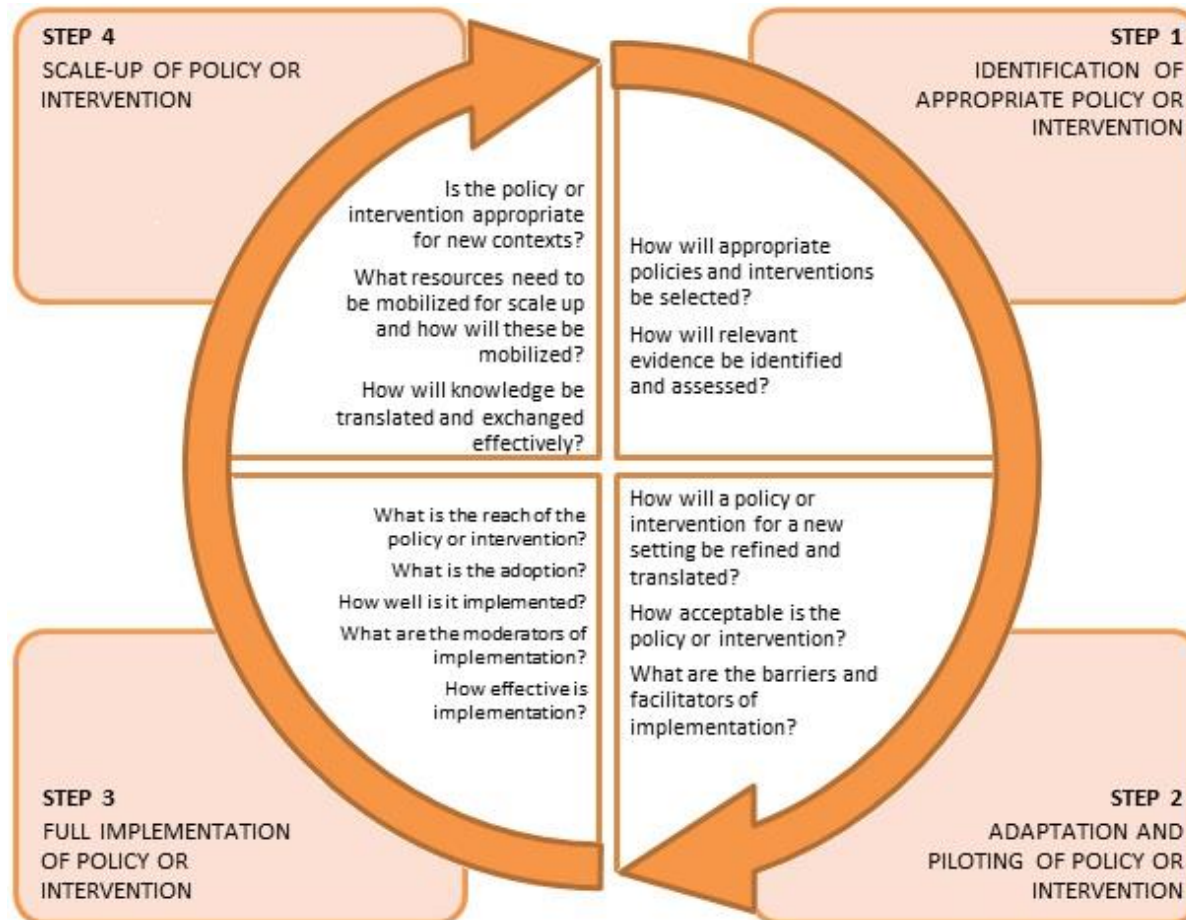 STEP 1
IDENTIFICATION OF
APPROPRIATE POLICY OR
INTERVENTION
How will appropriate
policies and interventions
be selected?
How will relevant
evidence be identified
and assessed?
STEP 2
ADAPTATION AND
PILOTING OF POLICY OR
INTERVENTION
How will a policy or
intervention for a new
setting be refined and
translated?
How acceptable is the
policy or intervention?
What are the barriers and
facilitators of
implementation?
STEP 3
FULL IMPLEMENTATION
OF POLICY OR
INTERVENTION
What is the reach of the
policy or intervention?
What is the adoption?
How well is it implemented?
What are the moderators of
implementation?
How effective is
implementation?
STEP 4
SCALE-UP OF POLICY OR
INTERVENTION
Is the policy or
intervention appropriate
for new contexts?
What resources need to
be mobilized for scale up
and how will these be
mobilized?
How will knowledge be
translated and exchanged
effectively?